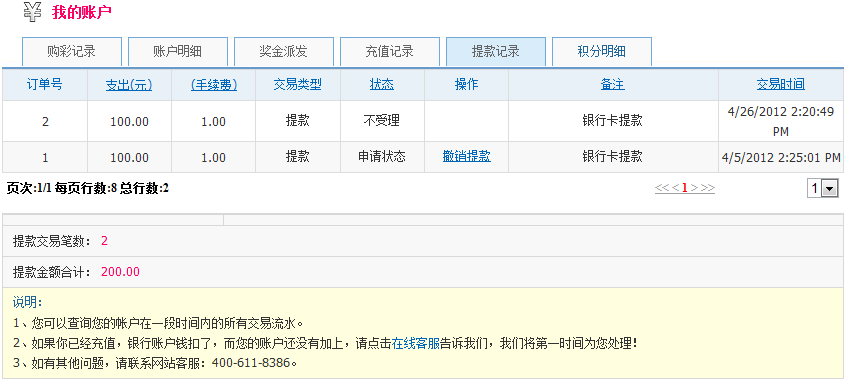 我的账户
购彩记录 账户明细 奖金派发 充值记录 提款记录 积分明细
订单号 支出(元) (手续费) 交易类型 状态 操作 备注 交易时间
2 100.00 1.00 提款 不受理 银行卡提款 4/26/2012 2:20:49 PM
1 100.00 1.00 提款 申请状态 撤销提款 银行卡提款 4/5/2012 2:25:01 PM
页次:1/1 每页行数:8 总行数:2 << < 1 > >> 1
提款交易笔数： 2
提款金额合计： 200.00
说明:
1、您可以查询您的帐户在一段时间内的所有交易流水。
2、如果你已经充值，银行账户钱扣了，而您的账户还没有加上，请点击在线客服告诉我们，我们将第一时间为您处理！
3、如有其他问题，请联系网站客服：400-611-8386。